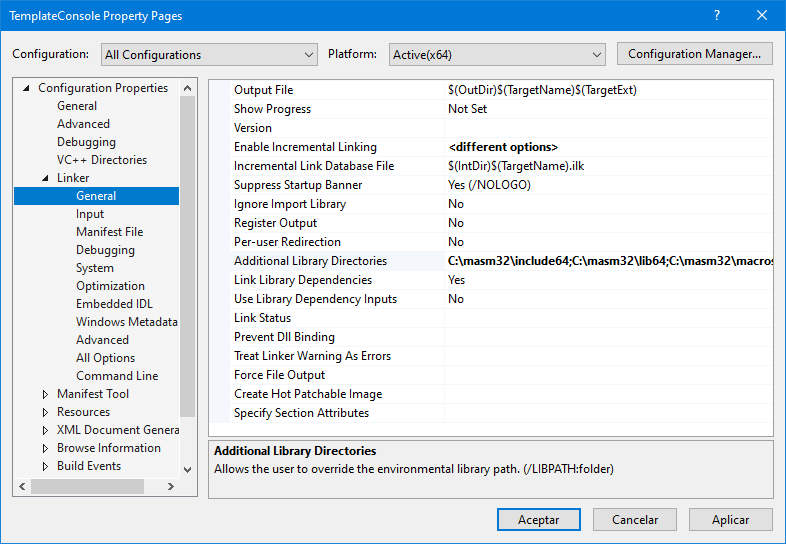 TemplateConsole Property Pages
Configuration: All Configurations Platform: Active(x64) Configuration Manager...
Configuration Properties
General
Advanced
Debugging
VC++ Directories
Linker
General
Input
Manifest File
Debugging
System
Optimization
Embedded IDL
Windows Metadata
Advanced
All Options
Command Line
Manifest Tool
Resources
XML Document Genera
Browse Information
Build Events
Output File $(OutDir)$(TargetName)$(TargetExt)
Show Progress Not Set
Version
Enable Incremental Linking <different options>
Incremental Link Database File $(IntDir)$(TargetName).ilk
Suppress Startup Banner Yes (/NOLOGO)
Ignore Import Library No
Register Output No
Per-user Redirection No
Additional Library Directories C:\masm32\include64;C:\masm32\lib64;C:\masm32\macros
Link Library Dependencies Yes
Use Library Dependency Inputs No
Link Status
Prevent Dll Binding
Treat Linker Warning As Errors
Force File Output
Create Hot Patchable Image
Specify Section Attributes
Additional Library Directories
Allows the user to override the environmental library path. (/LIBPATH:folder)
Aceptar Cancelar Aplicar